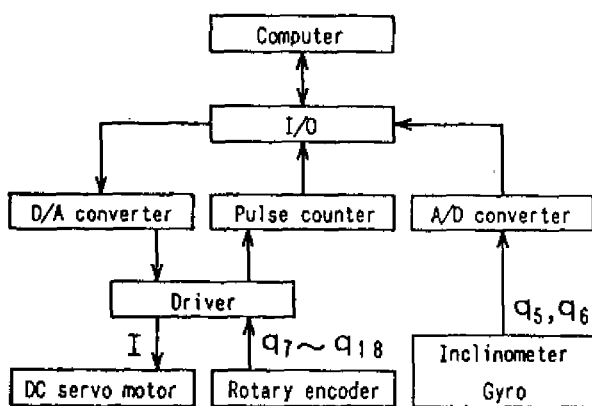 Computer
I/O
D/A converter
Pulse counter
A/D converter
Driver
I
q7～q18
q5,q6
DC servo motor
Rotary encoder
Inclinometer
Gyro